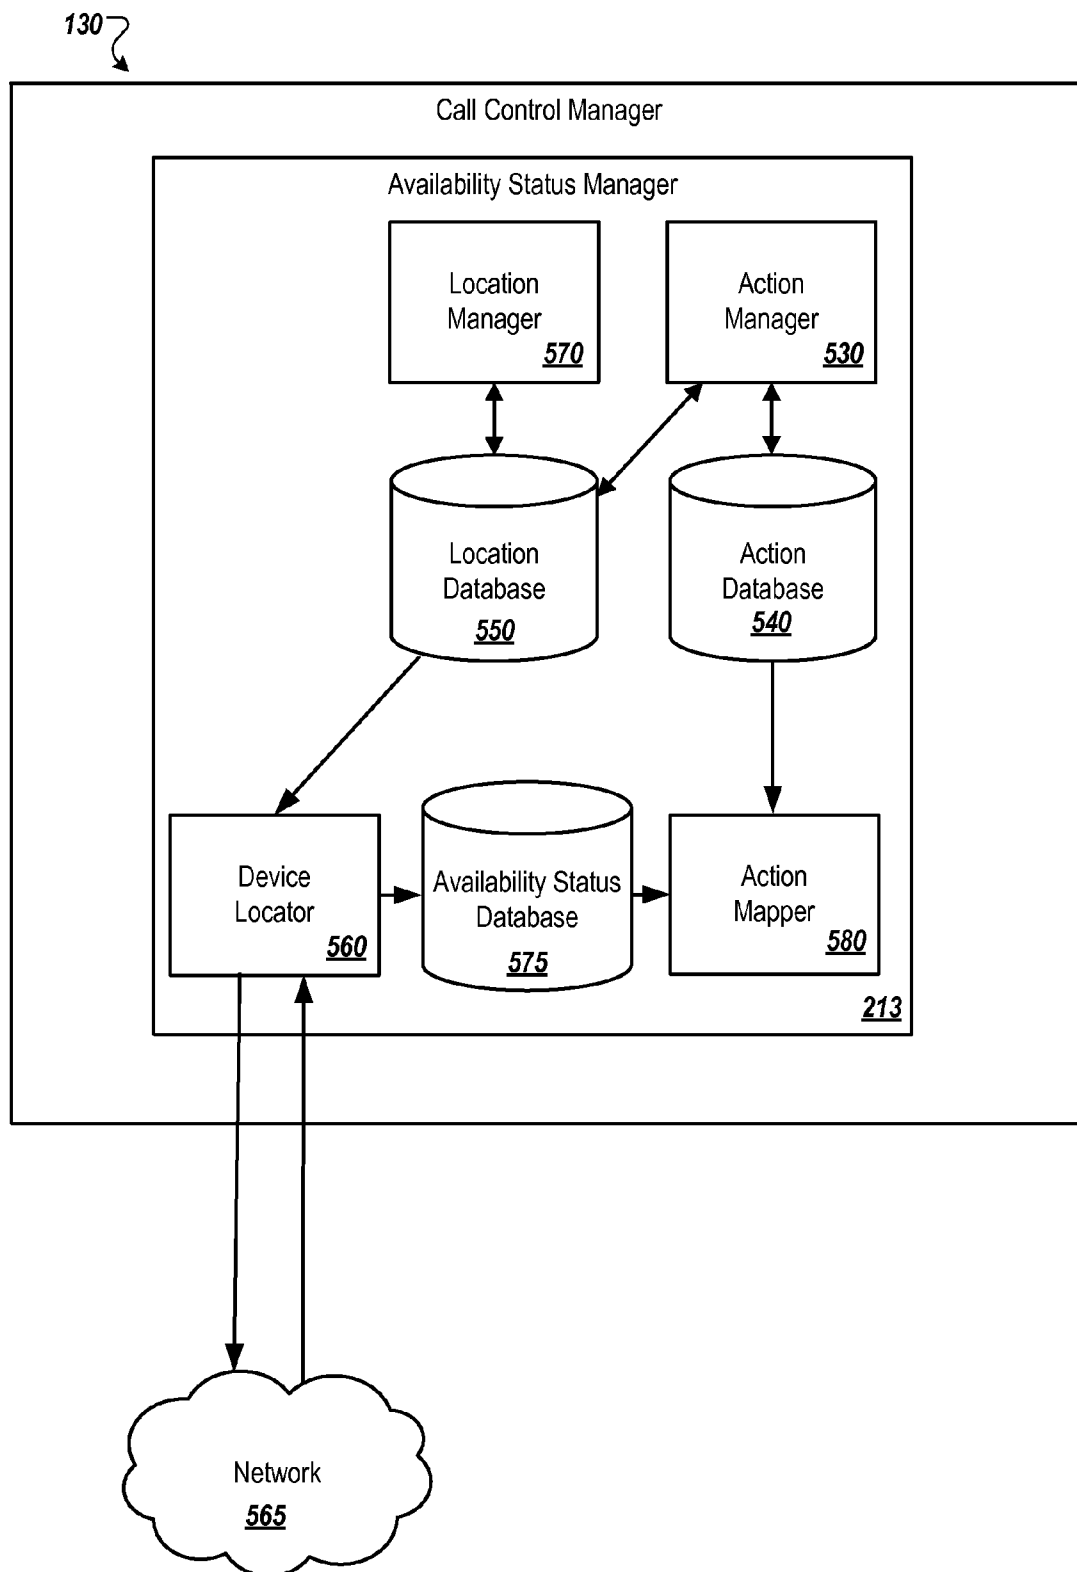 130
Call Control Manager
Availability Status Manager
Location
Manager
570
Action
Manager
530
Location
Database
550
Action
Database
540
Device
Locator
560
Availability Status
Database
575
Action
Mapper
580
213
Network
565